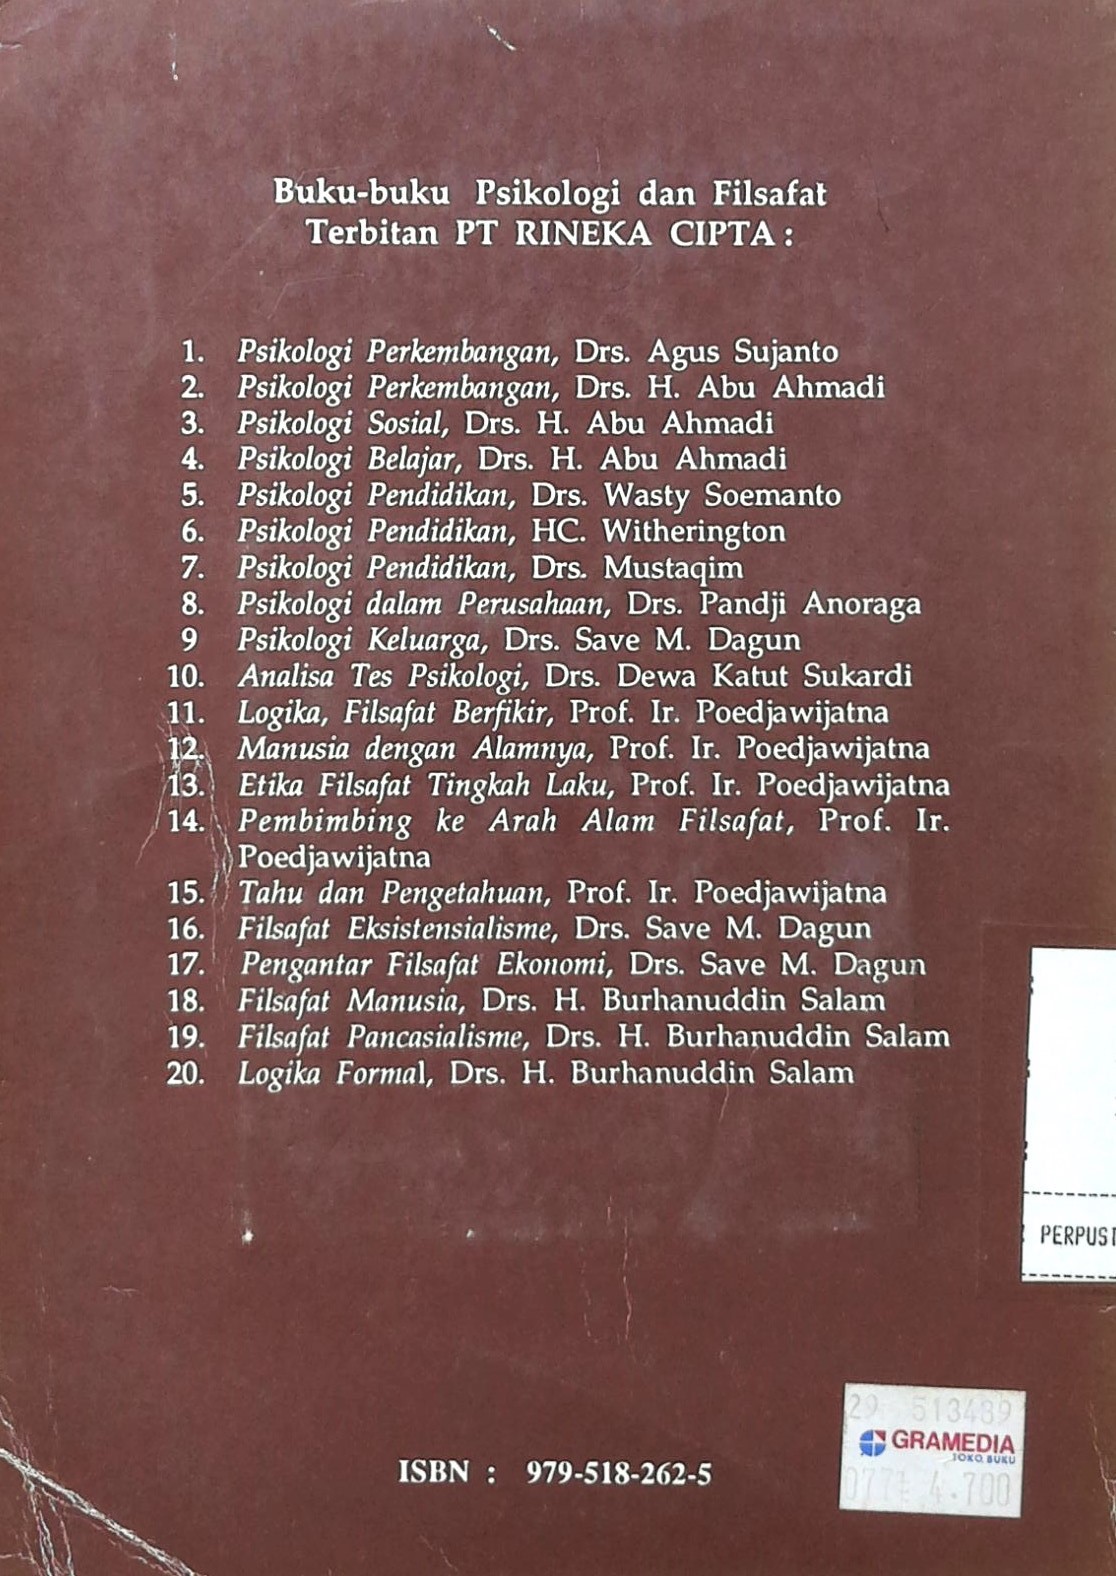 Buku-buku Psikologi dan Filsafat
Terbitan PT RINEKA CIPTA :
1. Psikologi Perkembangan, Drs. Agus Sujanto
2. Psikologi Perkembangan, Drs. H. Abu Ahmadi
3. Psikologi Sosial, Drs. H. Abu Ahmadi
4. Psikologi Belajar, Drs. H. Abu Ahmadi
5. Psikologi Pendidikan, Drs. Wasty Soemanto
6. Psikologi Pendidikan, HC. Witherington
7. Psikologi Pendidikan, Drs. Mustaqim
8. Psikologi dalam Perusahaan, Drs. Pandji Anoraga
9 Psikologi Keluarga, Drs. Save M. Dagun
10. Analisa Tes Psikologi, Drs. Dewa Katut Sukardi
11. Logika, Filsafat Berfikir, Prof. Ir. Poedjawijatna
12. Manusia dengan Alamnya, Prof. Ir. Poedjawijatna
13. Etika Filsafat Tingkah Laku, Prof. Ir. Poedjawijatna
14. Pembimbing ke Arah Alam Filsafat, Prof. Ir.
Poedjawijatna
15. Tahu dan Pengetahuan, Prof. Ir. Poedjawijatna
16. Filsafat Eksistensialisme, Drs. Save M. Dagun
17. Pengantar Filsafat Ekonomi, Drs. Save M. Dagun
18. Filsafat Manusia, Drs. H. Burhanuddin Salam
19. Filsafat Pancasialisme, Drs. H. Burhanuddin Salam
20. Logika Formal, Drs. H. Burhanuddin Salam
PERPUST
29 513489
GRAMEDIA
TOKO BUKU
4.700
ISBN : 979-518-262-5